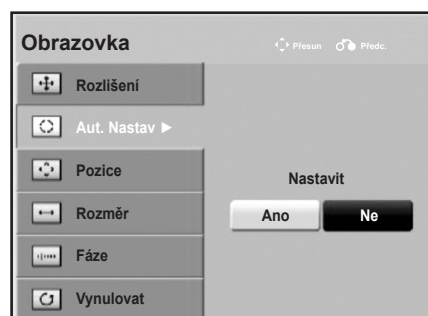 Obrazovka
Přesun Předc.
Rozlišení
Aut. Nastav ►
Pozice
Rozměr
Fáze
Vynulovat
Nastavit
Ano Ne